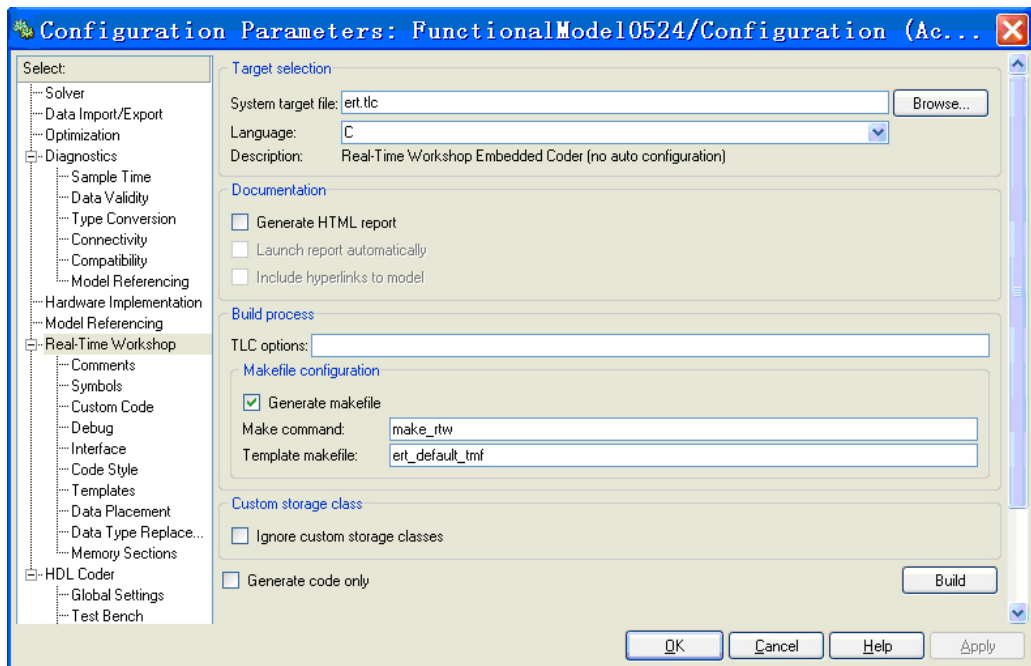 Configuration Parameters: FunctionalModel0524/Configuration (Ac...
Select:
Solver
Data Import/Export
Optimization
Diagnostics
Sample Time
Data Validity
Type Conversion
Connectivity
Compatibility
Model Referencing
Hardware Implementation
Model Referencing
Real-Time Workshop
Comments
Symbols
Custom Code
Debug
Interface
Code Style
Templates
Data Placement
Data Type Replace...
Memory Sections
HDL Coder
Global Settings
Test Bench
Target selection
System target file: ert.tlc Browse...
Language: C
Description: Real-Time Workshop Embedded Coder (no auto configuration)
Documentation
Generate HTML report
Launch report automatically
Include hyperlinks to model
Build process
TLC options:
Makefile configuration
Generate makefile
Make command: make_rtw
Template makefile: ert_default_tmf
Custom storage class
Ignore custom storage classes
Generate code only Build
OK Cancel Help Apply